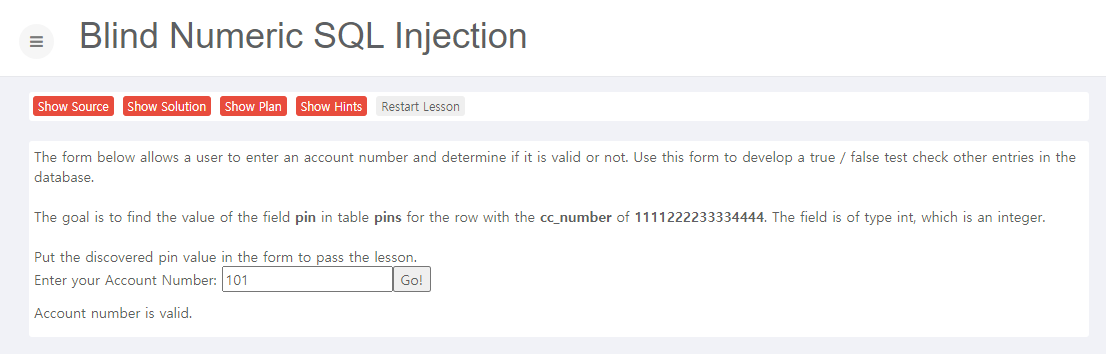 Blind Numeric SQL Injection
Show Source Show Solution Show Plan Show Hints Restart Lesson
The form below allows a user to enter an account number and determine if it is valid or not. Use this form to develop a true / false test check other entries in the
database.
The goal is to find the value of the field pin in table pins for the row with the cc_number of 1111222233334444. The field is of type int, which is an integer.
Put the discovered pin value in the form to pass the lesson.
Enter your Account Number: 101 Go!
Account number is valid.